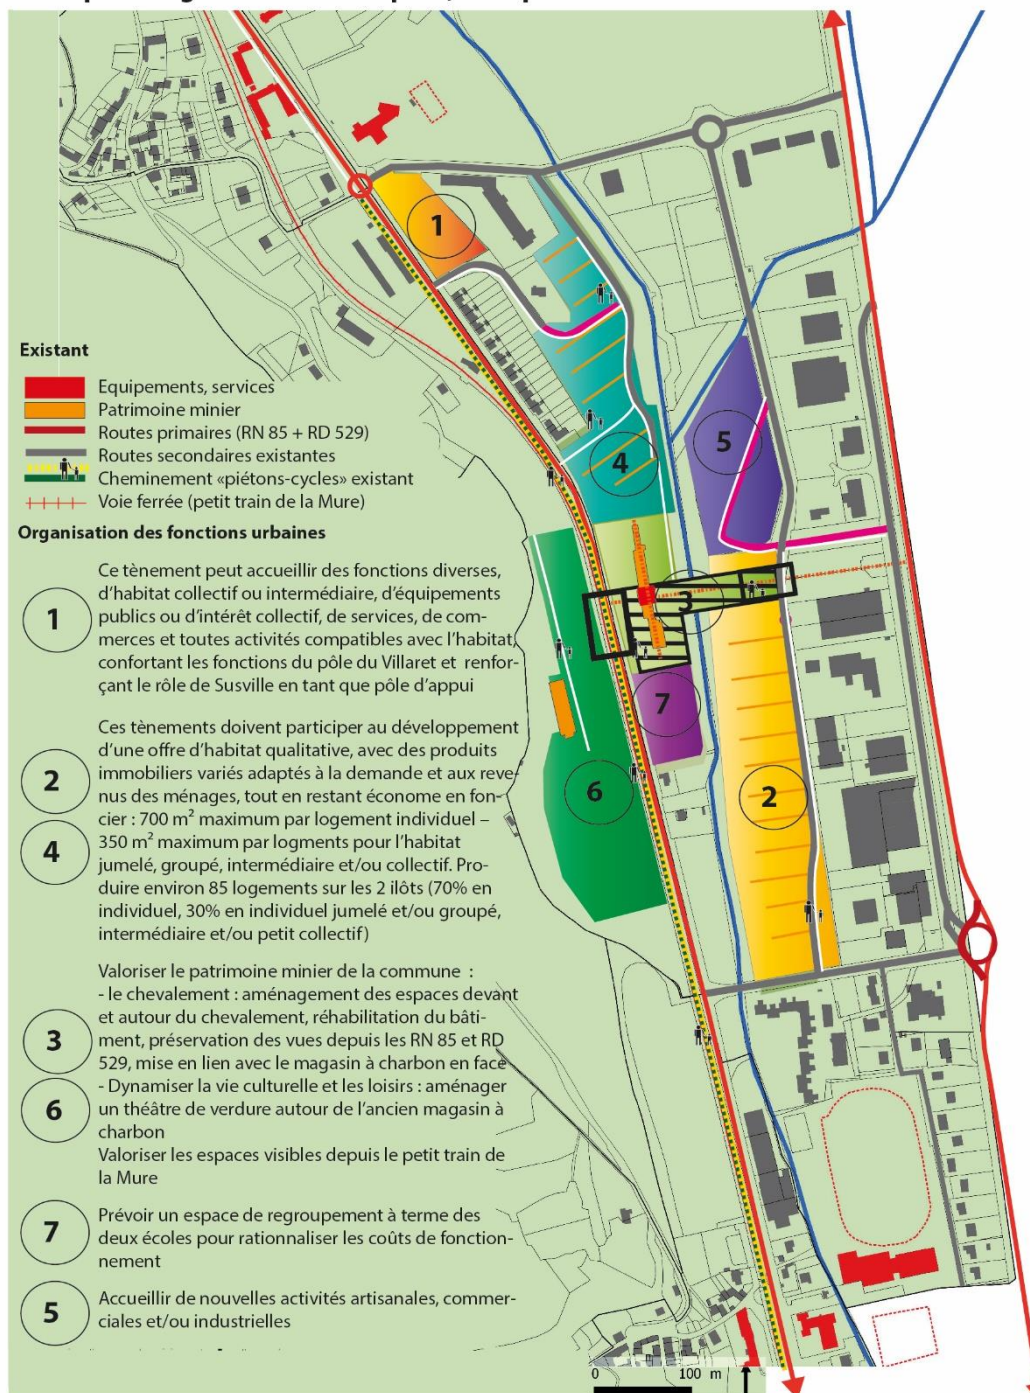 Existant
Equipements, services
Patrimoine minier
Routes primaires (RN 85 + RD 529)
Routes secondaires existantes
Cheminement «piétons-cycles» existant
Voie ferrée (petit train de la Mure)
Organisation des fonctions urbaines
1
Ce tènement peut accueillir des fonctions diverses,
d'habitat collectif ou intermédiaire, d'équipements
publics ou d'intérêt collectif, de services, de com-
merces et toutes activités compatibles avec l'habitat,
confortant les fonctions du pôle du Villaret et renfor-
çant le rôle de Susville en tant que pôle d'appui
2
4
Ces tènements doivent participer au développement
d'une offre d'habitat qualitative, avec des produits
immobiliers variés adaptés à la demande et aux reve-
nus des ménages, tout en restant économe en fon-
cier : 700 m² maximum par logement individuel –
350 m² maximum par logments pour l'habitat
jumelé, groupé, intermédiaire et/ou collectif. Pro-
duire environ 85 logements sur les 2 ilôts (70% en
individuel, 30% en individuel jumelé et/ou groupé,
intermédiaire et/ou petit collectif)
3
6
Valoriser le patrimoine minier de la commune :
- le chevalement : aménagement des espaces devant
et autour du chevalement, réhabilitation du bâti-
ment, préservation des vues depuis les RN 85 et RD
529, mise en lien avec le magasin à charbon en face
- Dynamiser la vie culturelle et les loisirs : aménager
un théâtre de verdure autour de l'ancien magasin à
charbon
Valoriser les espaces visibles depuis le petit train de
la Mure
7
Prévoir un espace de regroupement à terme des
deux écoles pour rationnaliser les coûts de fonction-
nement
5
Accueillir de nouvelles activités artisanales, commer-
ciales et/ou industrielles
1
5
4
3
7
6
2
0 100 m